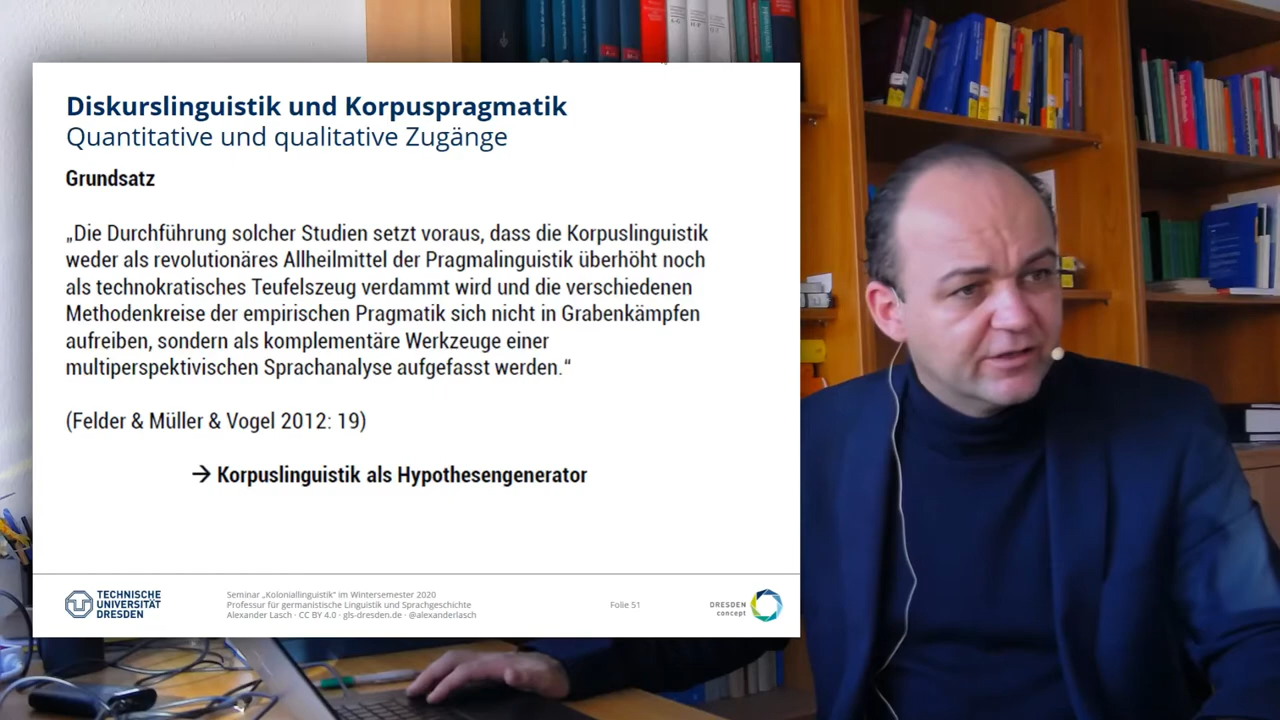 Diskurslinguistik und Korpuspragmatik
Quantitative und qualitative Zugänge
Grundsatz
„Die Durchführung solcher Studien setzt voraus, dass die Korpuslinguistik
weder als revolutionäres Allheilmittel der Pragmalinguistik überhöht noch
als technokratisches Teufelszeug verdammt wird und die verschiedenen
Methodenkreise der empirischen Pragmatik sich nicht in Grabenkämpfen
aufreiben, sondern als komplementäre Werkzeuge einer
multiperspektivischen Sprachanalyse aufgefasst werden.“
(Felder & Müller & Vogel 2012: 19)
→ Korpuslinguistik als Hypothesengenerator
TECHNISCHE
UNIVERSITÄT
DRESDEN
Seminar „Koloniallinguistik“ im Wintersemester 2020
Professur für germanistische Linguistik und Sprachgeschichte
Alexander Lasch · CC BY 4.0 · gls-dresden.de · @alexanderlasch
Folie 51
DRESDEN
concept